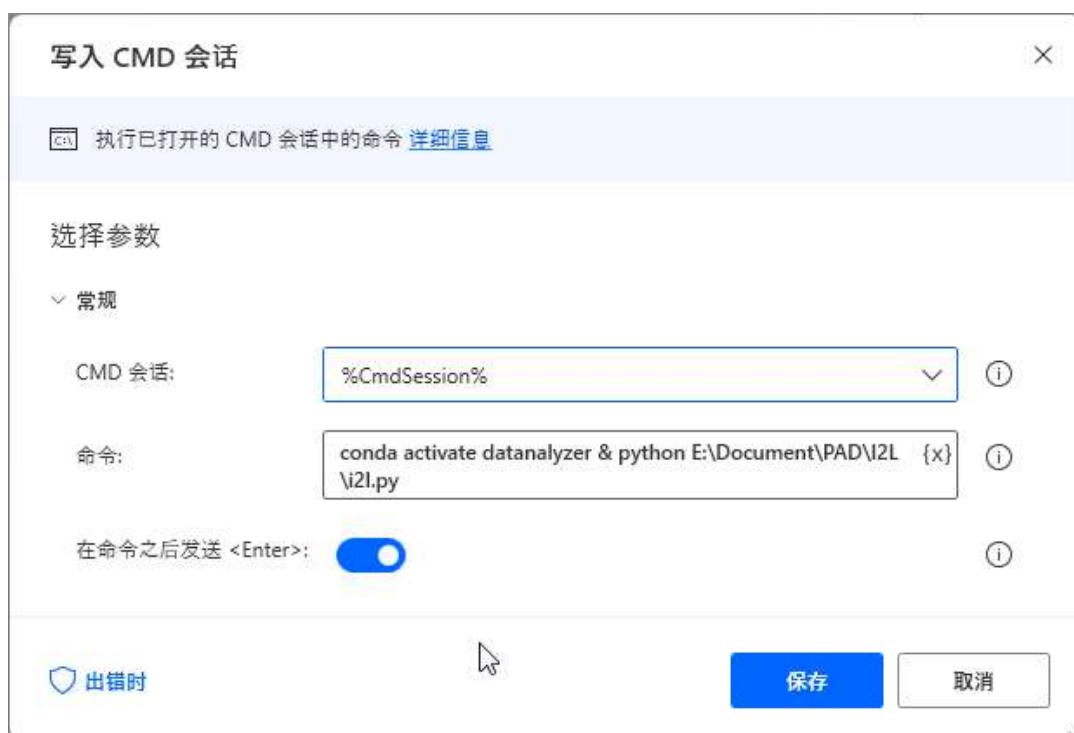 写入 CMD 会话
C:\ 执行已打开的 CMD 会话中的命令 详细信息
选择参数
常规
CMD 会话: %CmdSession%
命令: conda activate datanalyzer & python E:\Document\PAD\I2L {x}
\i2l.py
在命令之后发送 <Enter>:
出错时 保存 取消